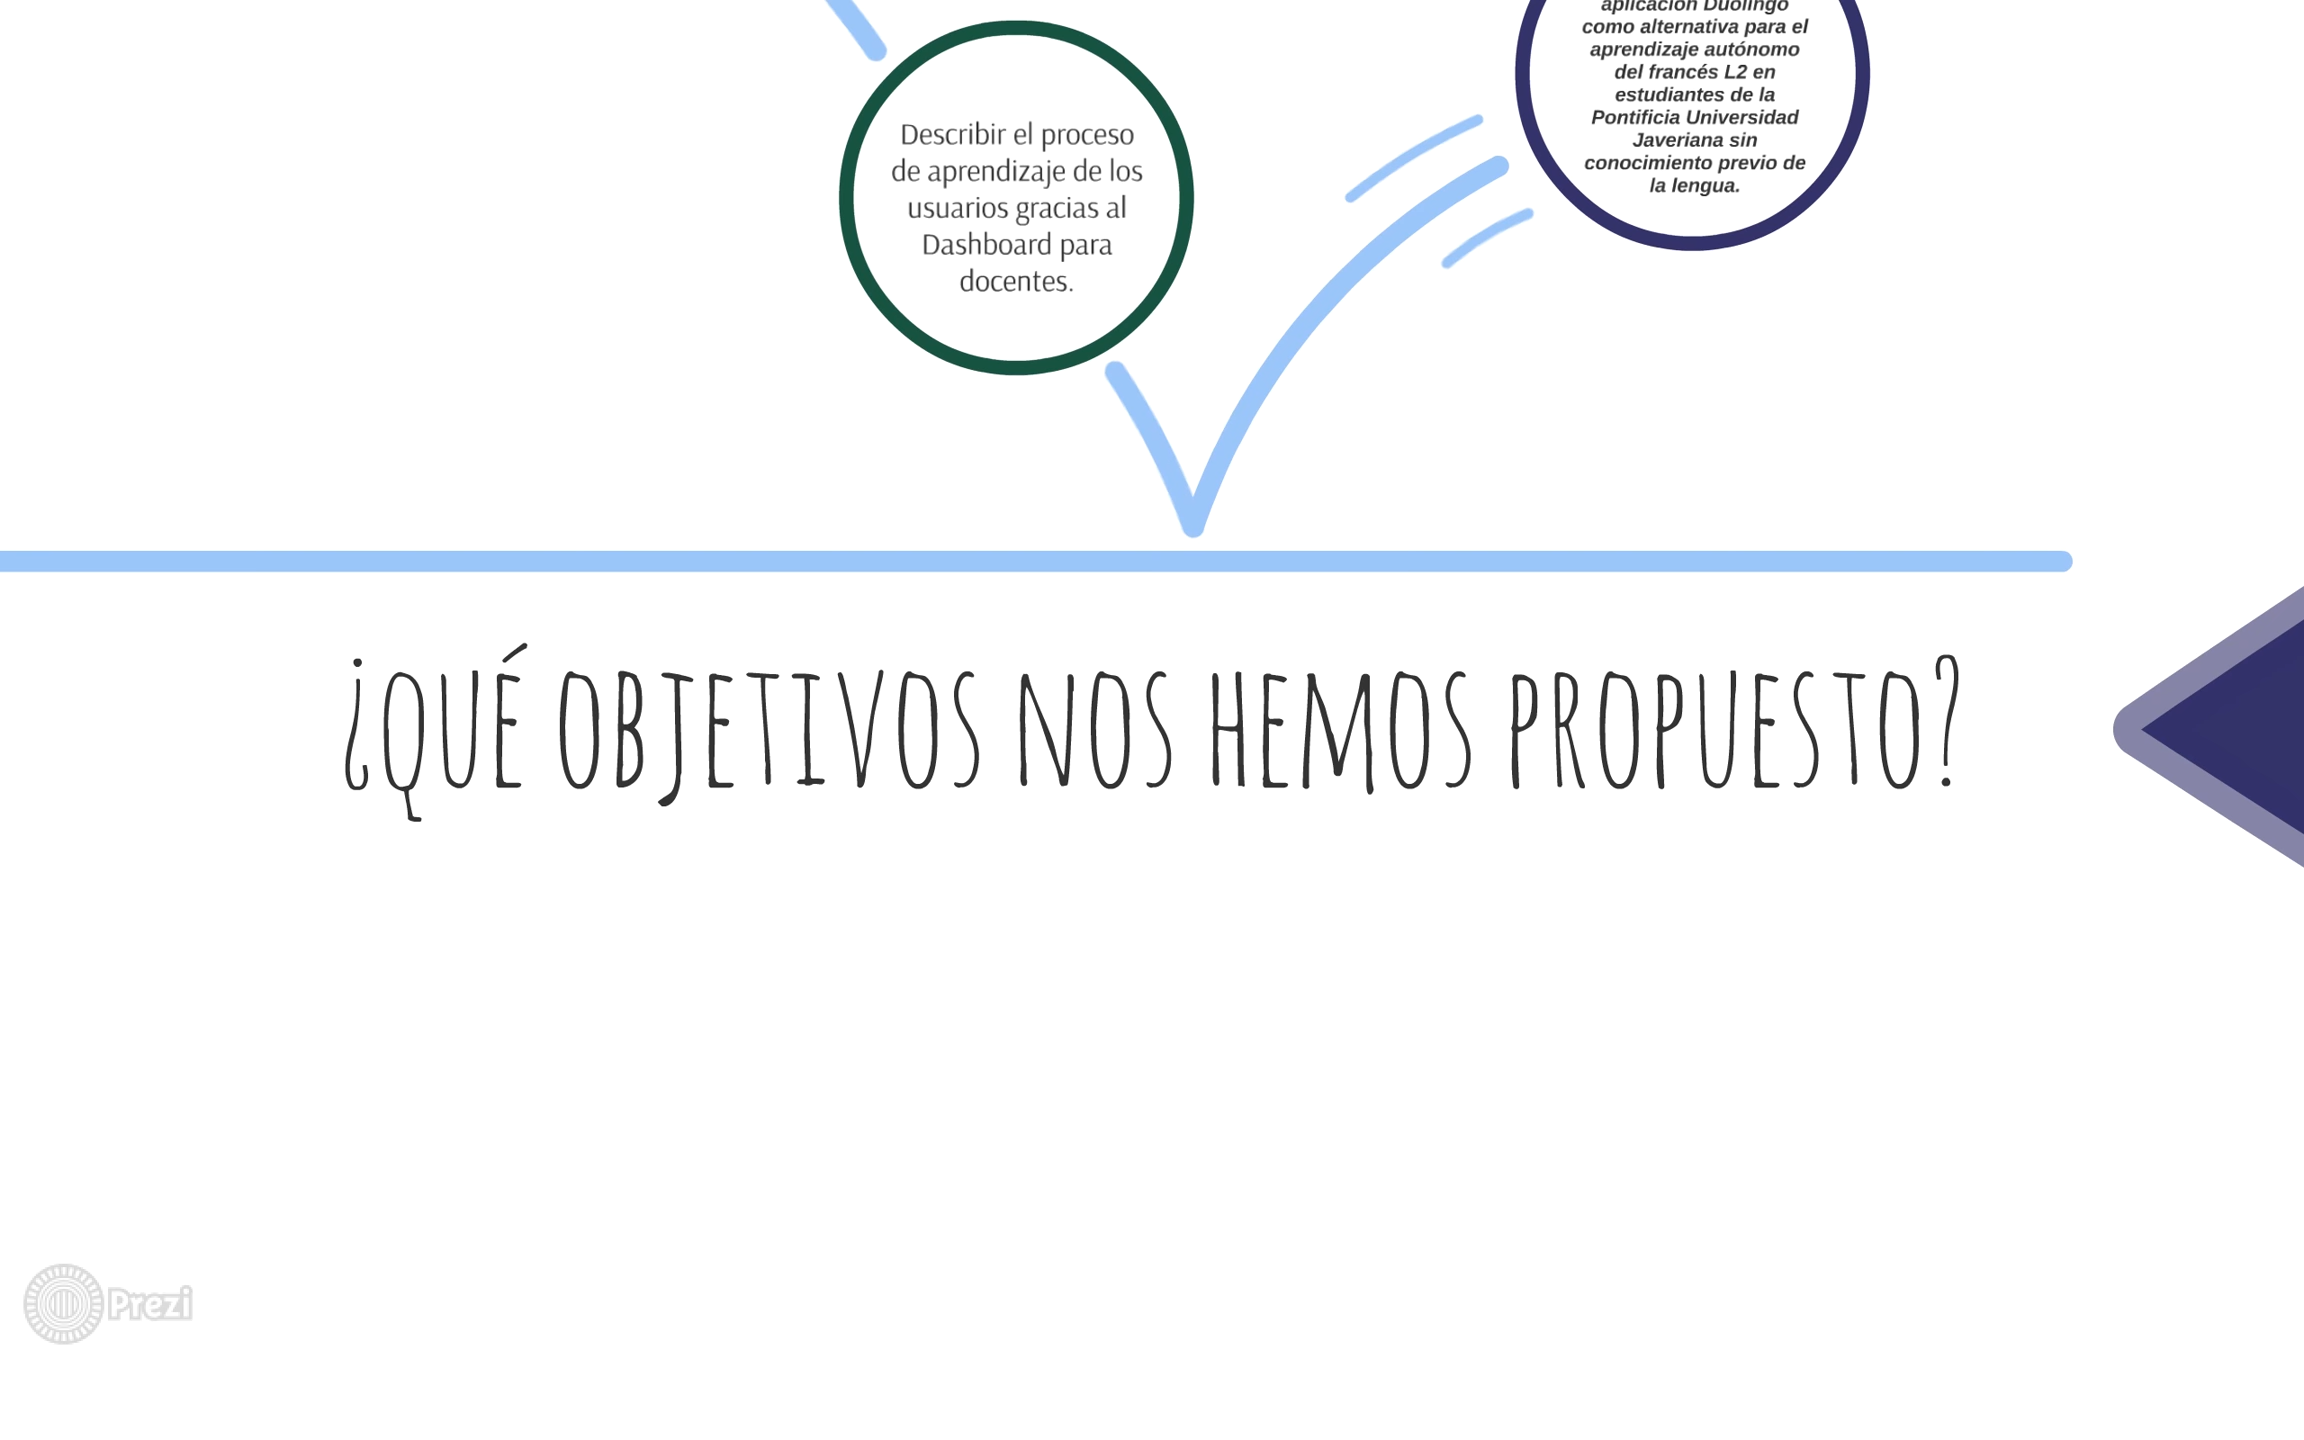 Describir el proceso
de aprendizaje de los
usuarios gracias al
Dashboard para
docentes.
aplicación Duolingo
como alternativa para el
aprendizaje autónomo
del francés L2 en
estudiantes de la
Pontificia Universidad
Javeriana sin
conocimiento previo de
la lengua.
¿QUÉ OBJETIVOS NOS HEMOS PROPUESTO?
Prezi